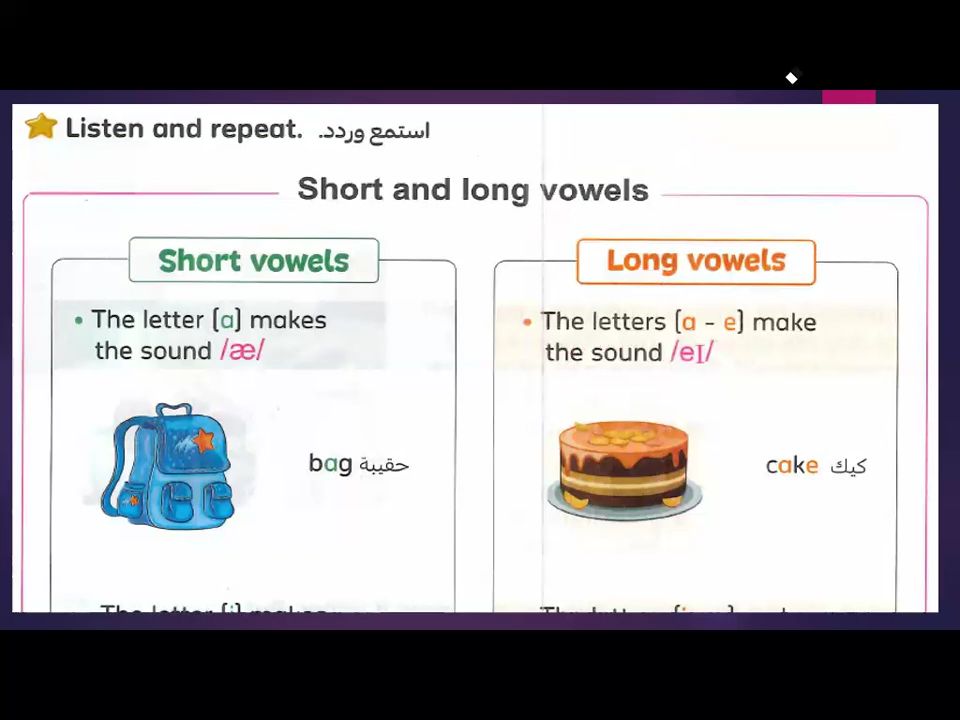 Listen and repeat. استمع وردد.
Short and long vowels
Short vowels
• The letter (a) makes
the sound /æ/
bag حقيبة
Long vowels
• The letters (a - e) make
the sound /eɪ/
cake كيك